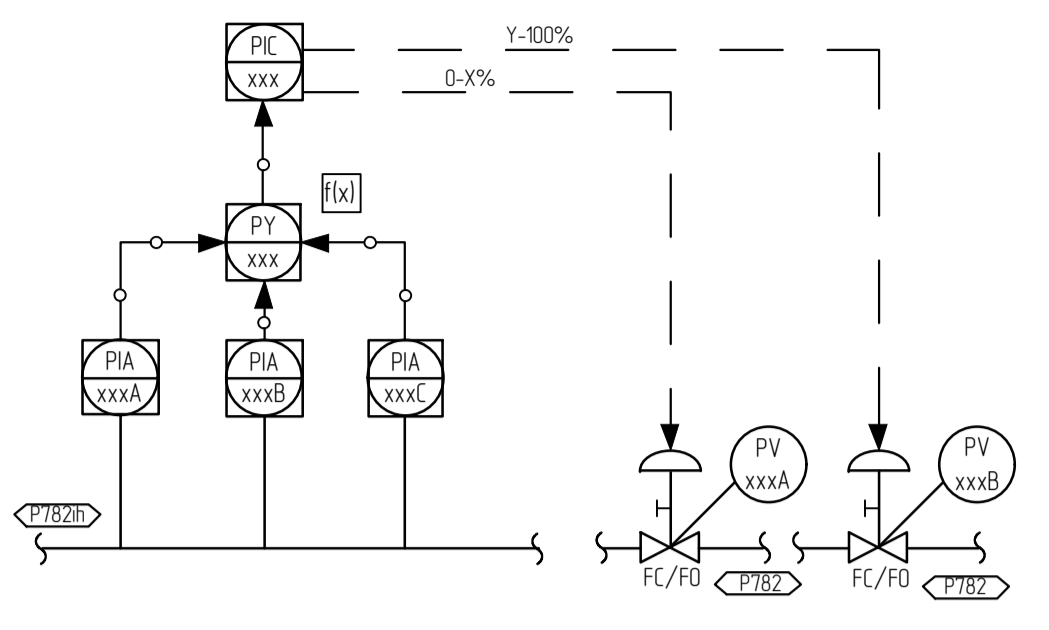 PIC
xxx
Y-100%
0-X%
f(x)
PY
xxx
PIA
xxxA
PIA
xxxB
PIA
xxxC
PV
xxxA
PV
xxxB
P782ih
FC/FO
P782
FC/FO
P782